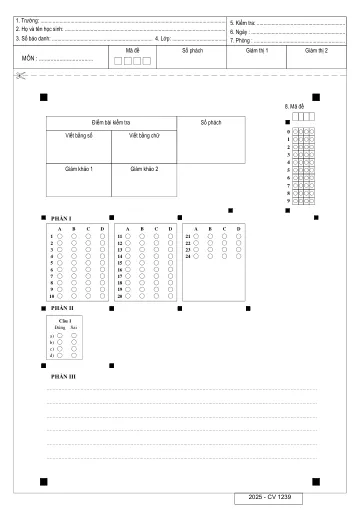 1. Trường: ........................................
2. Họ và tên học sinh: ........................................
3. Số báo danh: ........................................ 4. Lớp: ....................
5. Kiểm tra: ....................
6. Ngày : ....................
7. Phòng : ....................
MÔN : ..............................
Mã đề
Số phách
Giám thị 1
Giám thị 2
8. Mã đề
Điểm bài kiểm tra
Số phách
Viết bằng số
Viết bằng chữ
Giám khảo 1
Giám khảo 2
0
1
2
3
4
5
6
7
8
9
PHẦN I
A B C D
1
2
3
4
5
6
7
8
9
10
A B C D
11
12
13
14
15
16
17
18
19
20
A B C D
21
22
23
24
PHẦN II
Câu 1
Đúng Sai
a)
b)
c)
d)
PHẦN III
2025 - CV 1239